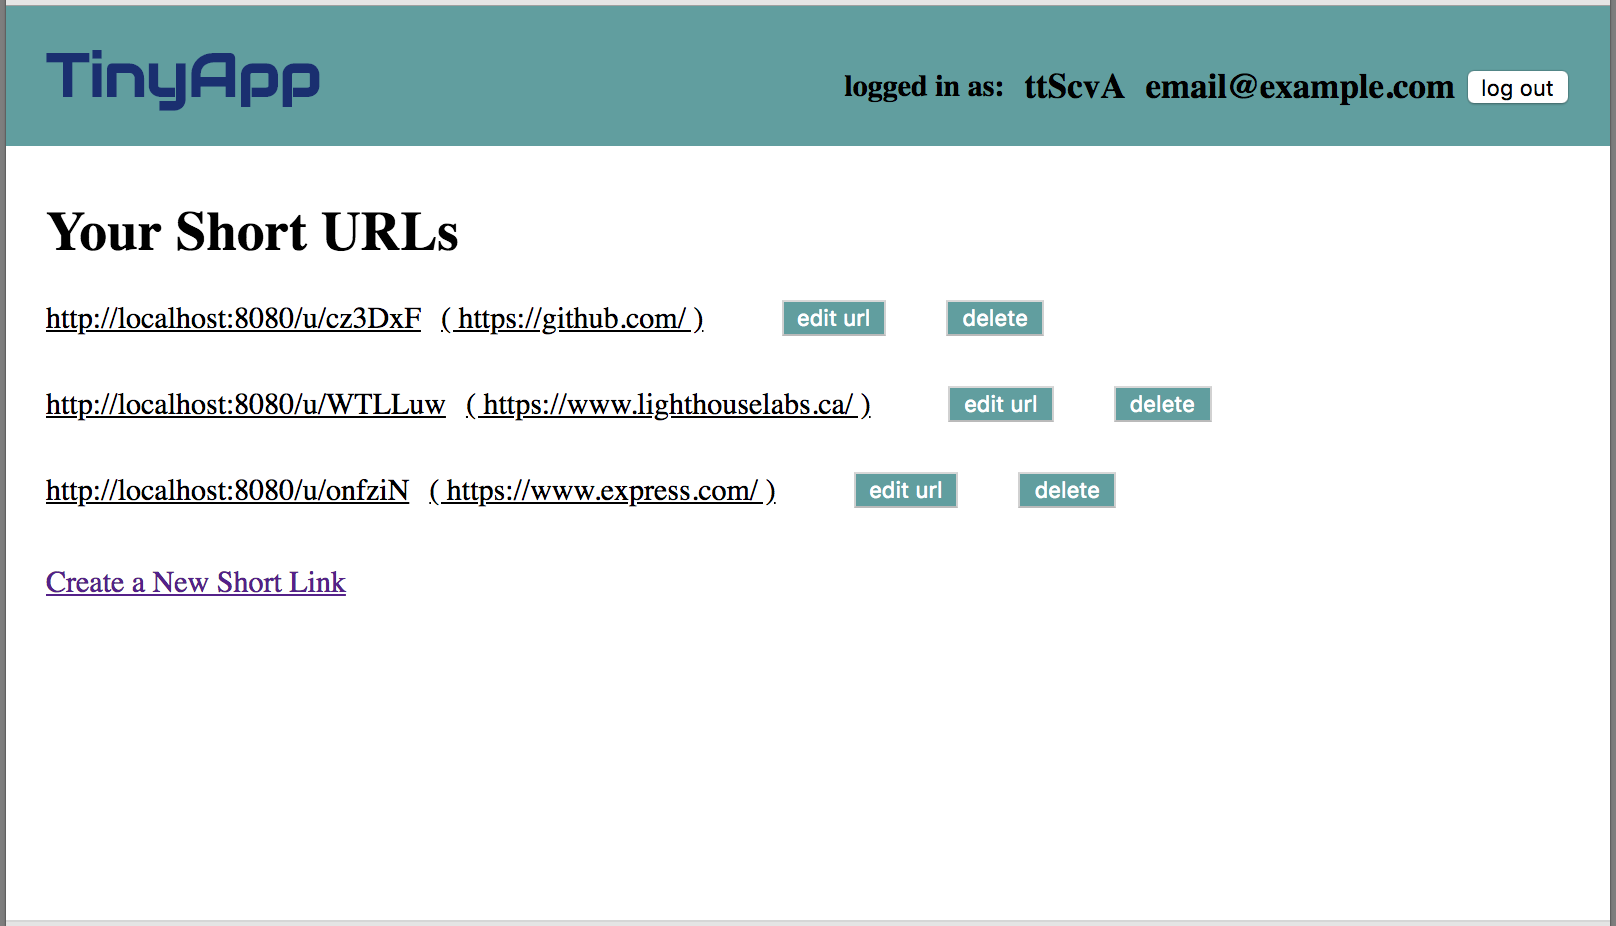 TinyApp
logged in as: ttScvA email@example.com log out
Your Short URLs
http://localhost:8080/u/cz3DxF ( https://github.com/ ) edit url delete
http://localhost:8080/u/WTLLuw ( https://www.lighthouselabs.ca/ ) edit url delete
http://localhost:8080/u/onfziN ( https://www.express.com/ ) edit url delete
Create a New Short Link